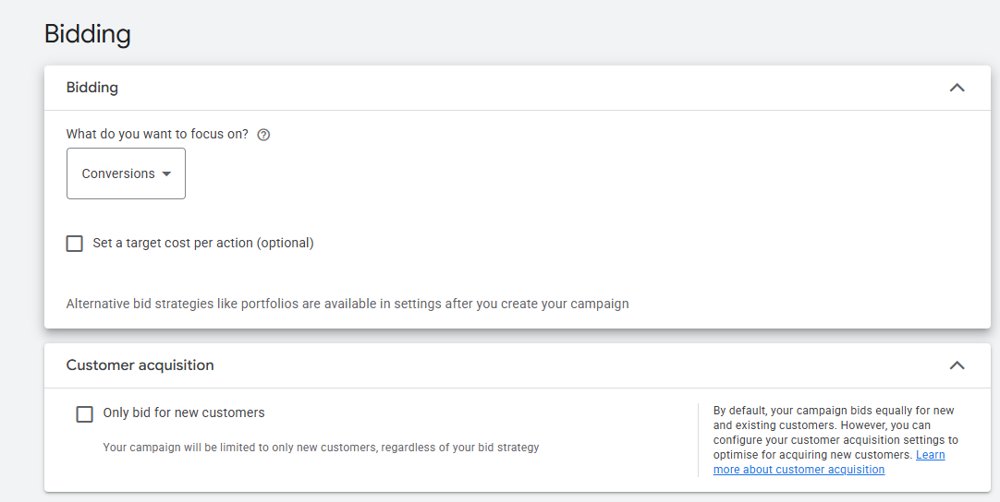 Bidding
Bidding
What do you want to focus on?
Conversions
Set a target cost per action (optional)
Alternative bid strategies like portfolios are available in settings after you create your campaign
Customer acquisition
Only bid for new customers
Your campaign will be limited to only new customers, regardless of your bid strategy
By default, your campaign bids equally for new
and existing customers. However, you can
configure your customer acquisition settings to
optimise for acquiring new customers. Learn
more about customer acquisition